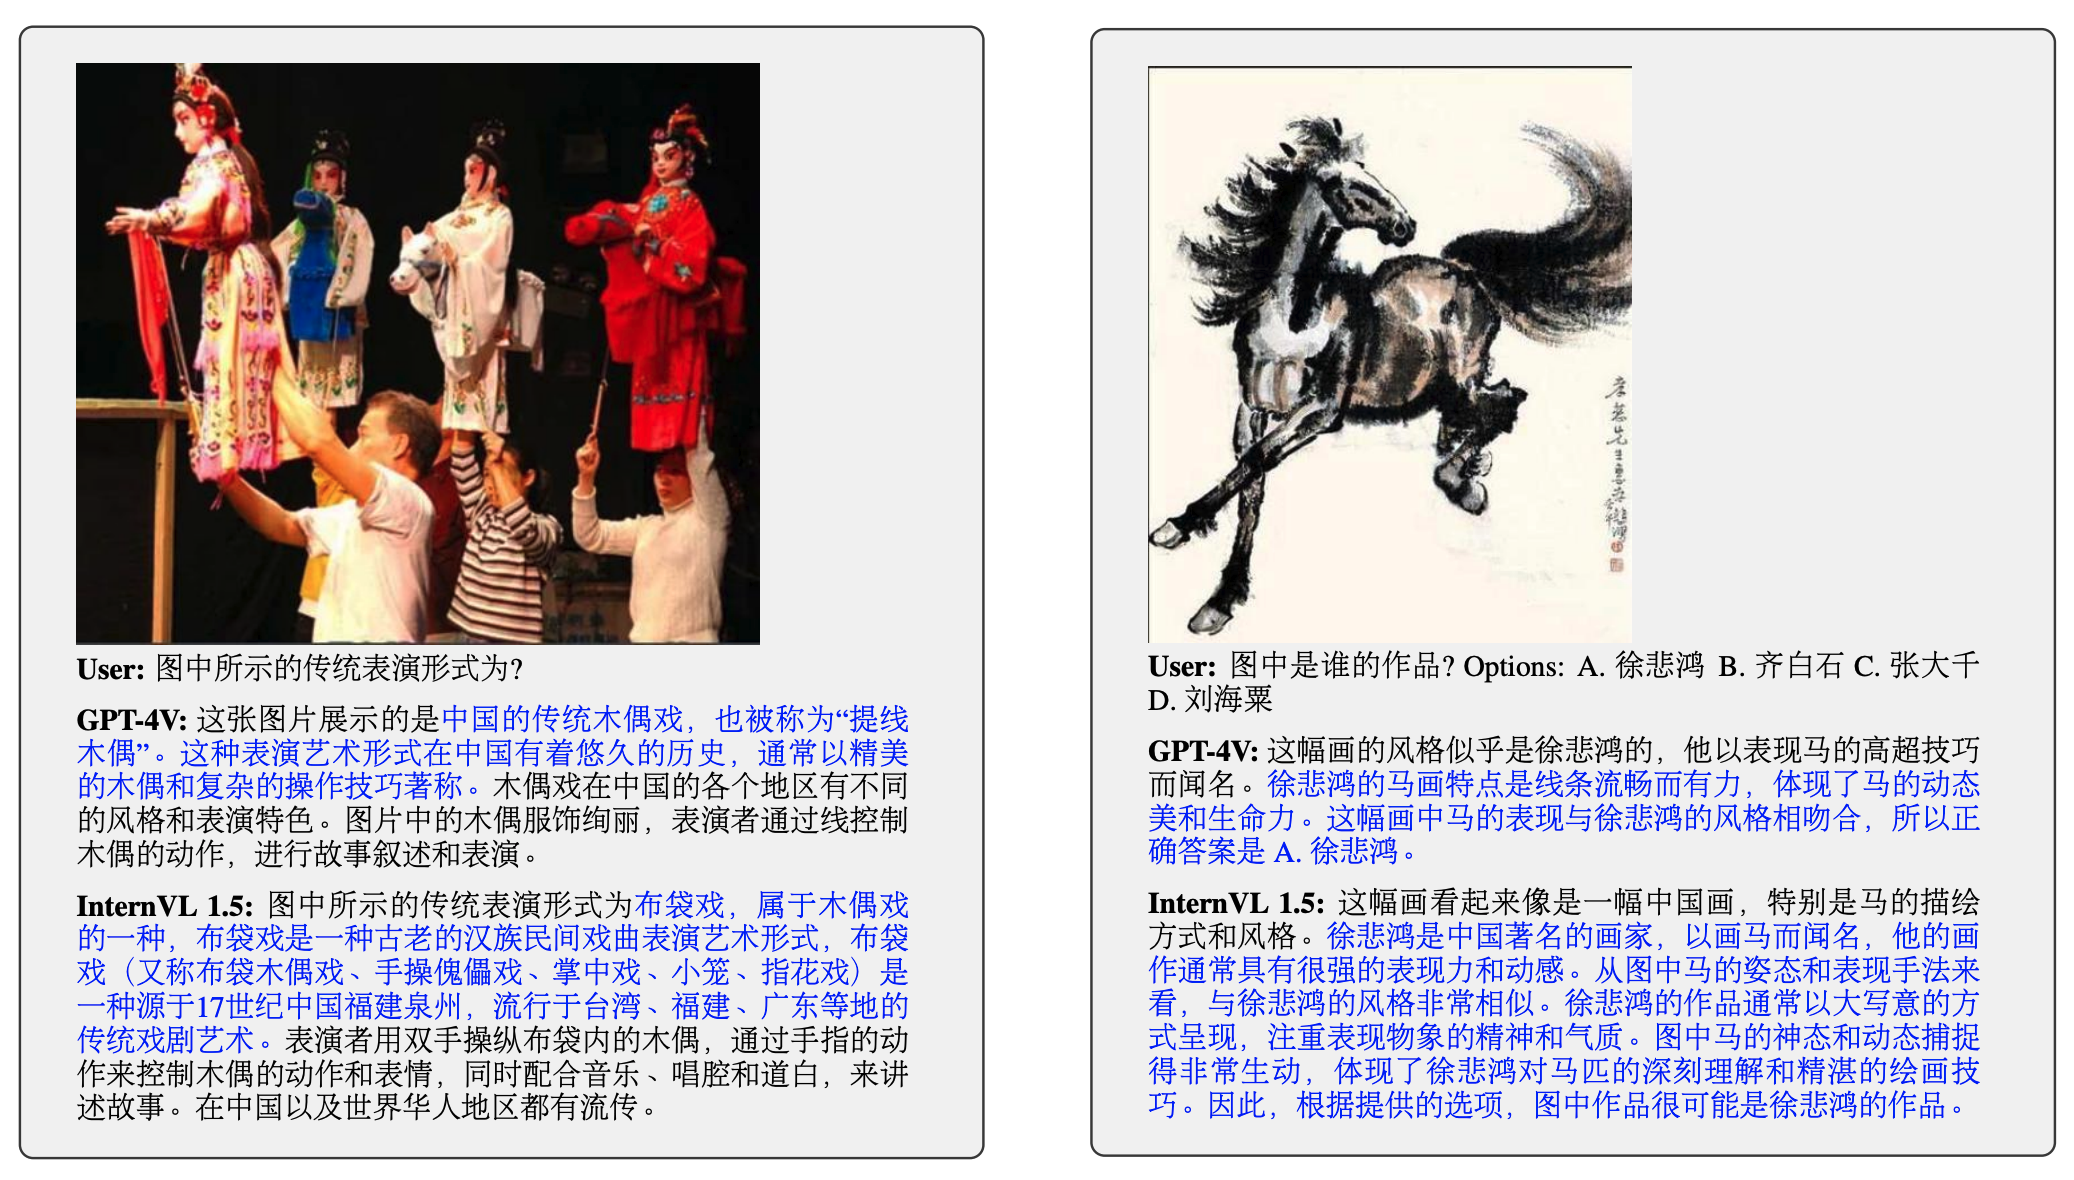 User: 图中所示的传统表演形式为?
GPT-4V: 这张图片展示的是中国的传统木偶戏，也被称为“提线
木偶”。这种表演艺术形式在中国有着悠久的历史，通常以精美
的木偶和复杂的操作技巧著称。木偶戏在中国的各个地区有不同
的风格和表演特色。图片中的木偶服饰绚丽，表演者通过线控制
木偶的动作，进行故事叙述和表演。
InternVL 1.5: 图中所示的传统表演形式为布袋戏，属于木偶戏
的一种，布袋戏是一种古老的汉族民间戏曲表演艺术形式，布袋
戏（又称布袋木偶戏、手操傀儡戏、掌中戏、小笼、指花戏）是
一种源于17世纪中国福建泉州，流行于台湾、福建、广东等地的
传统戏剧艺术。表演者用双手操纵布袋内的木偶，通过手指的动
作来控制木偶的动作和表情，同时配合音乐、唱腔和道白，来讲
述故事。在中国以及世界华人地区都有流传。
User: 图中是谁的作品? Options: A. 徐悲鸿 B. 齐白石 C. 张大千
D. 刘海粟
GPT-4V: 这幅画的风格似乎是徐悲鸿的，他以表现马的高超技巧
而闻名。徐悲鸿的马画特点是线条流畅而有力，体现了马的动态
美和生命力。这幅画中马的表现与徐悲鸿的风格相吻合，所以正
确答案是 A. 徐悲鸿。
InternVL 1.5: 这幅画看起来像是一幅中国画，特别是马的描绘
方式和风格。徐悲鸿是中国著名的画家，以画马而闻名，他的画
作通常具有很强的表现力和动感。从图中马的姿态和表现手法来
看，与徐悲鸿的风格非常相似。徐悲鸿的作品通常以大写意的方
式呈现，注重表现物象的精神和气质。图中马的神态和动态捕捉
得非常生动，体现了徐悲鸿对马匹的深刻理解和精湛的绘画技
巧。因此，根据提供的选项，图中作品很可能是徐悲鸿的作品。